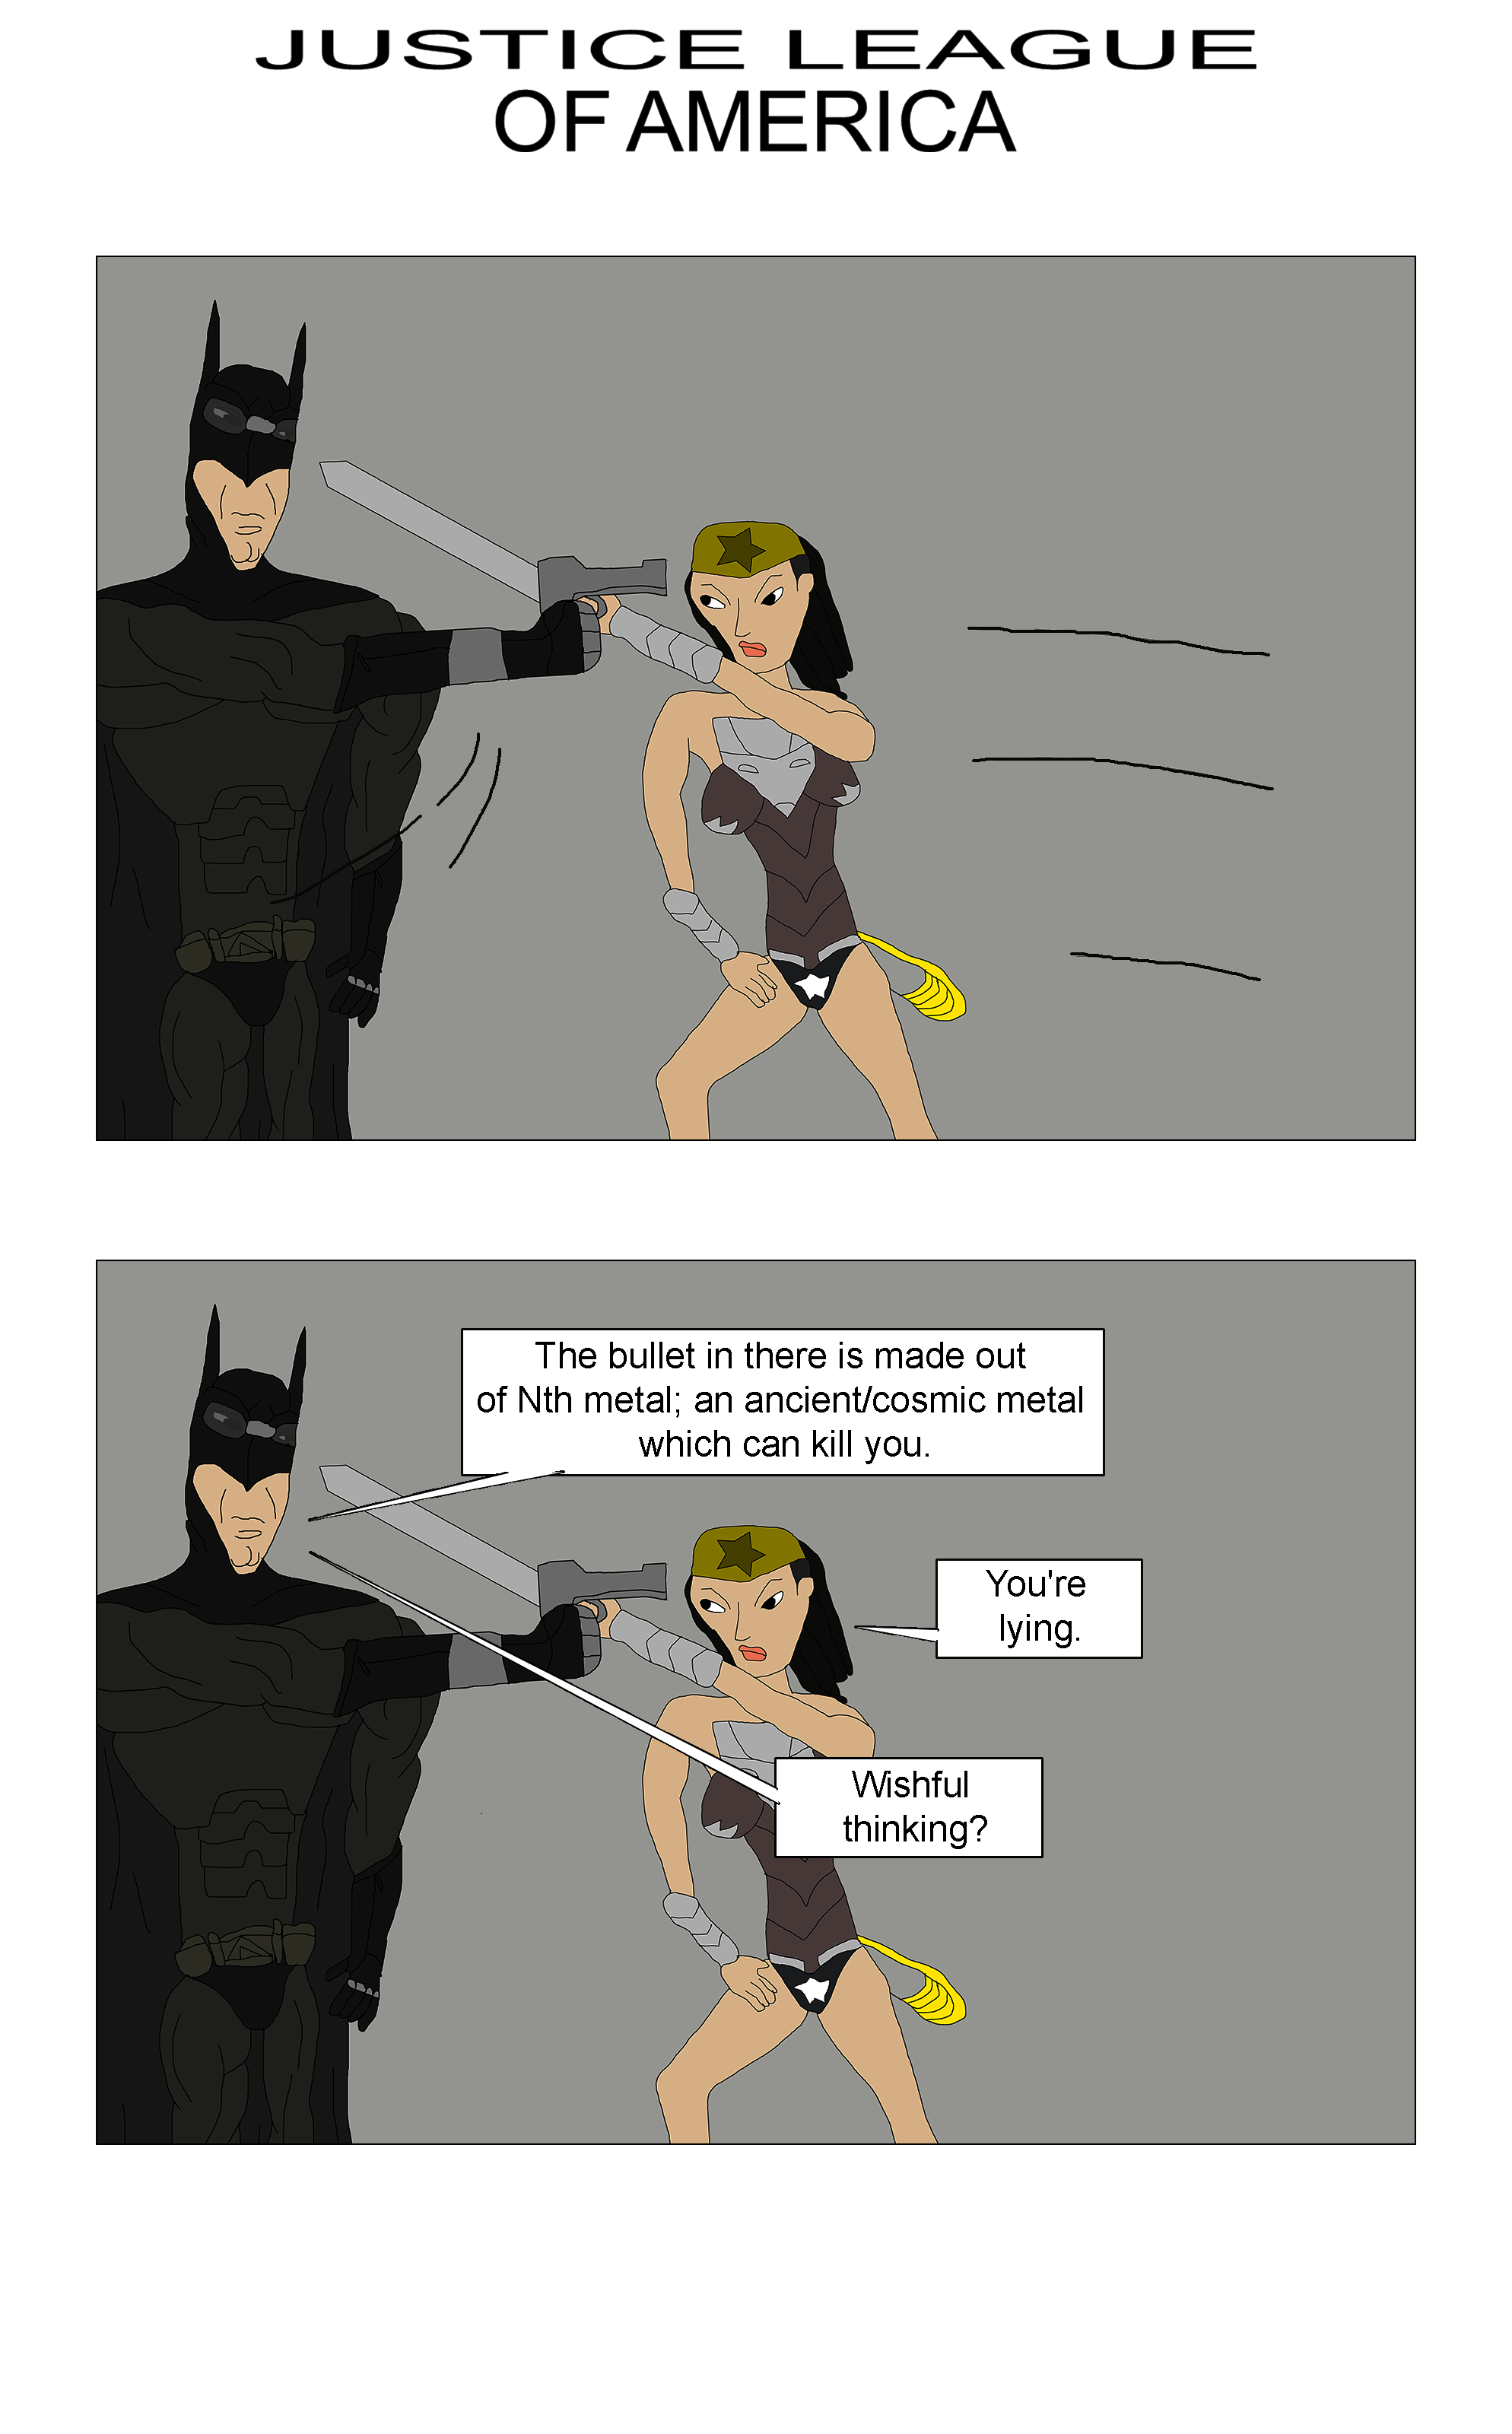 JUSTICE LEAGUE
OF AMERICA
The bullet in there is made out
of Nth metal; an ancient/cosmic metal
which can kill you.
You're
lying.
Wishful
thinking?